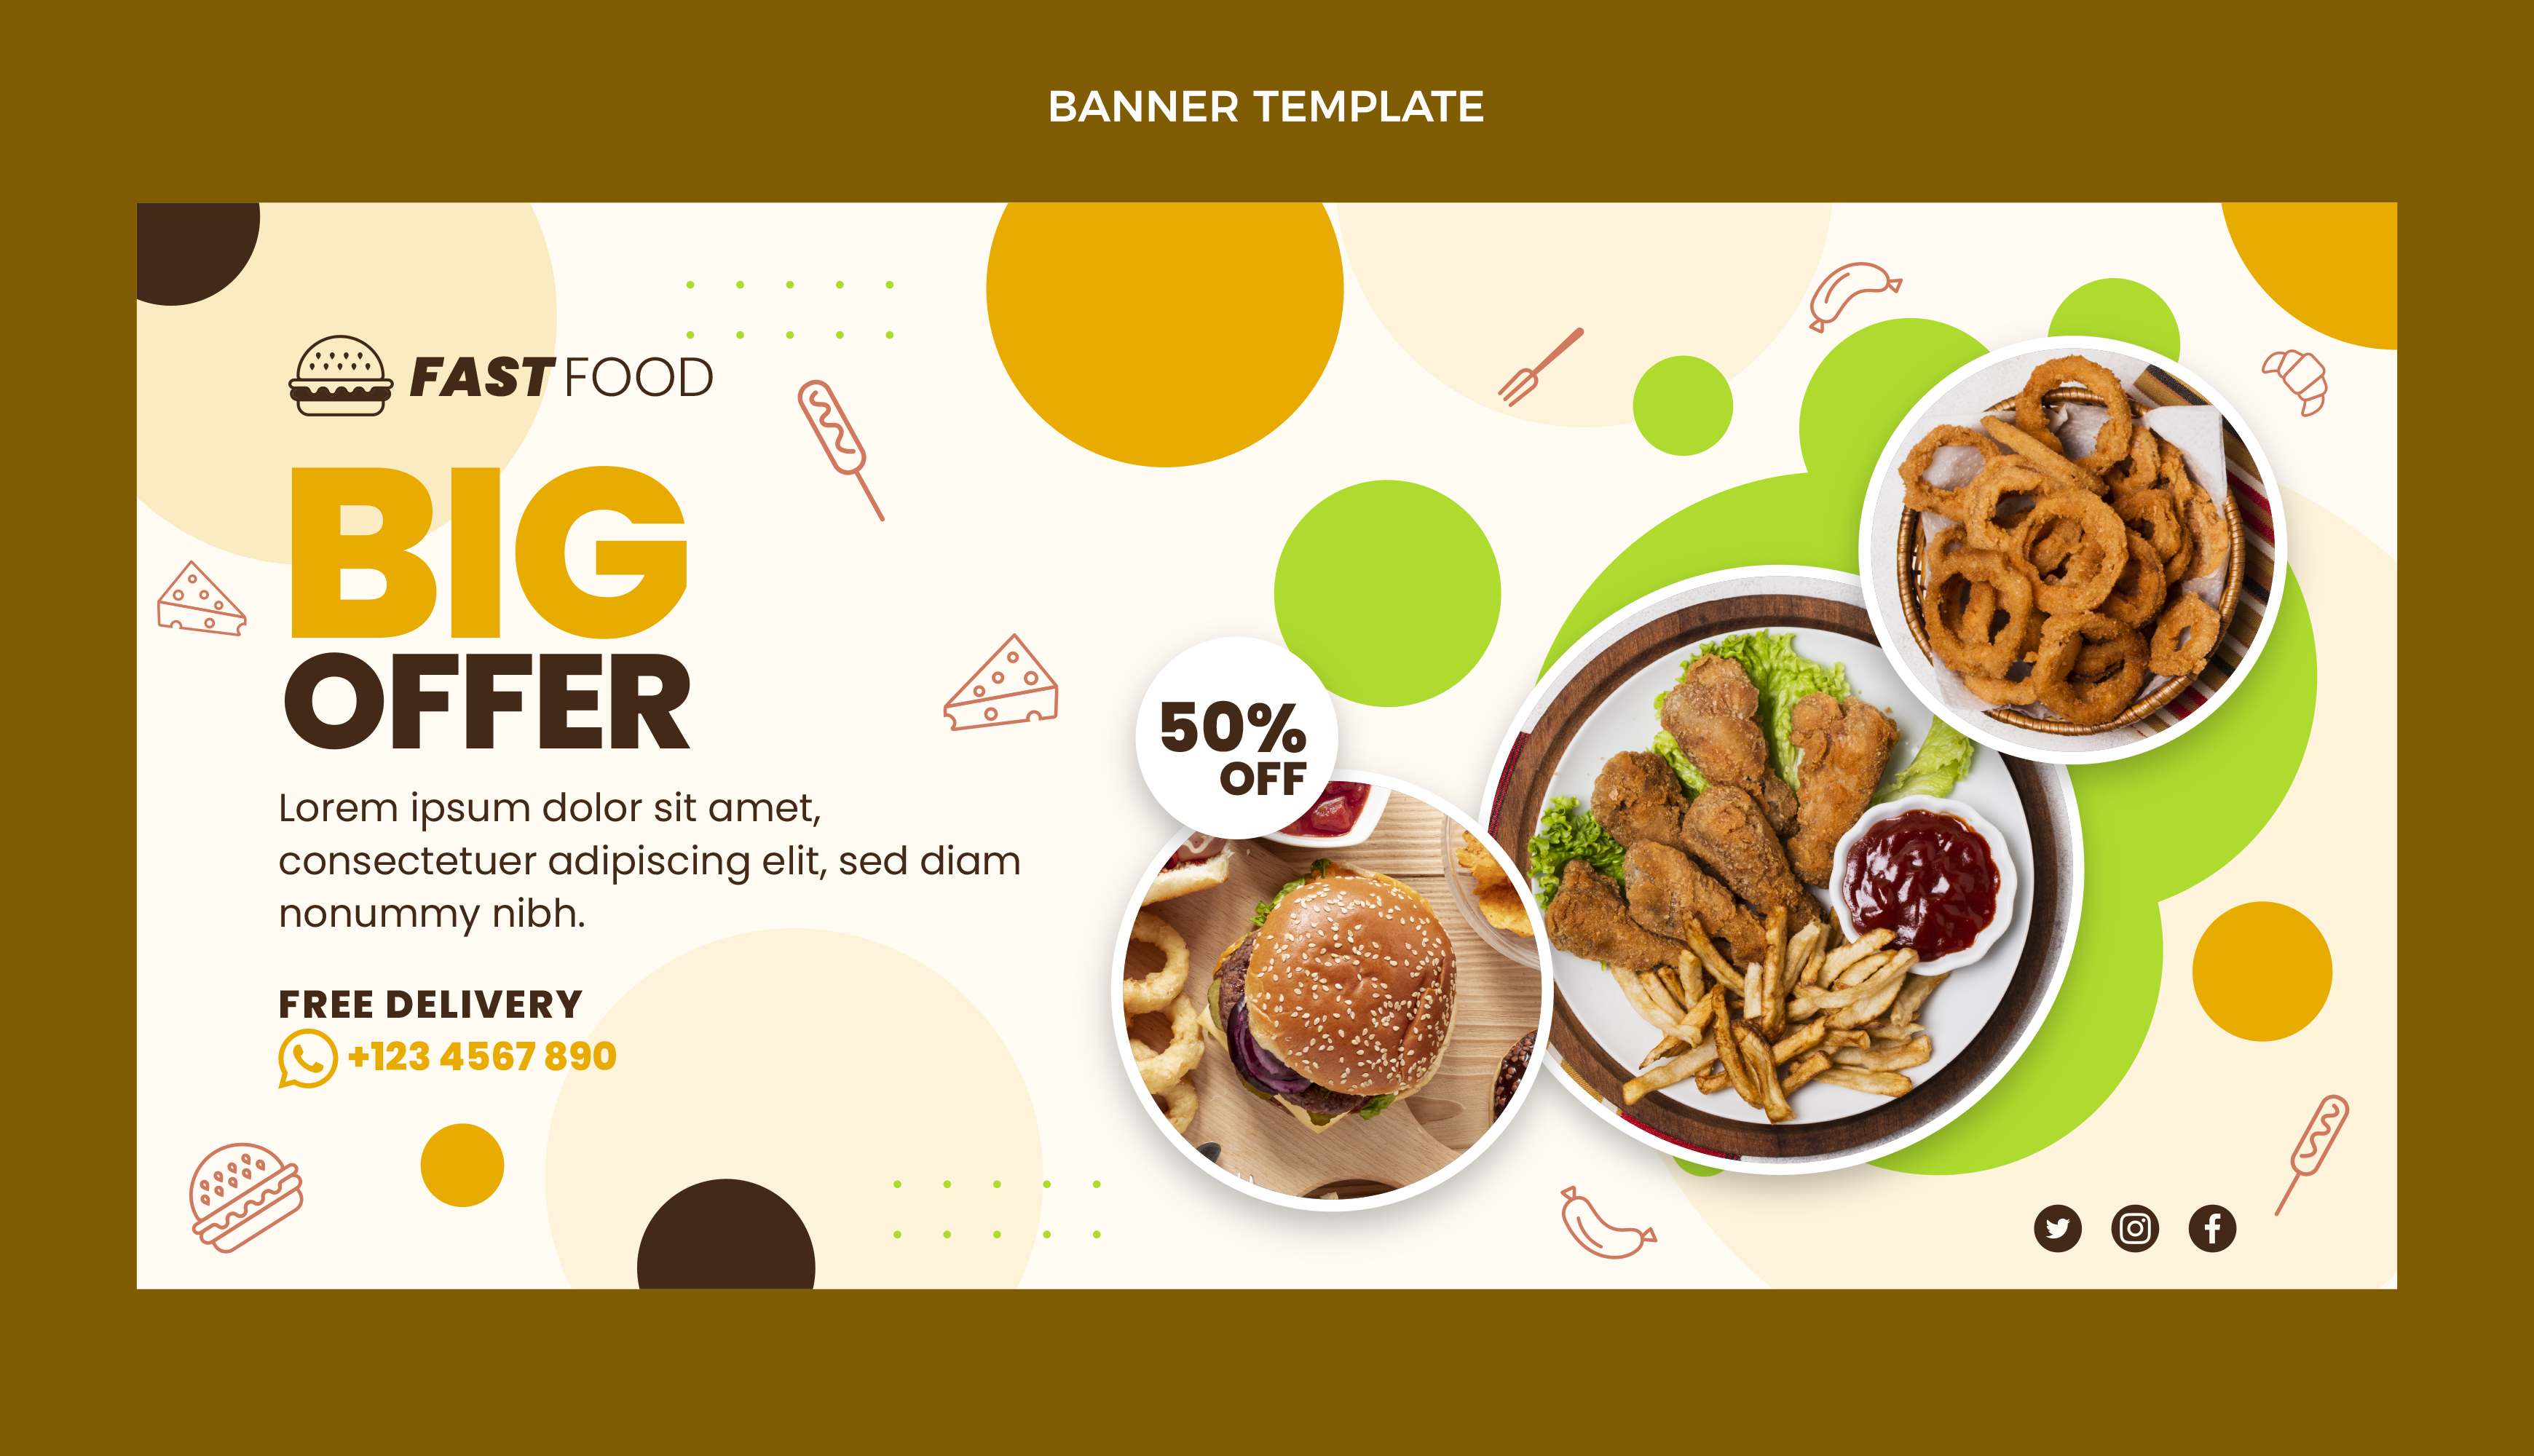 BANNER TEMPLATE
FAST FOOD
BIG
OFFER
Lorem ipsum dolor sit amet,
consectetuer adipiscing elit, sed diam
nonummy nibh.
FREE DELIVERY
+123 4567 890
50%
OFF